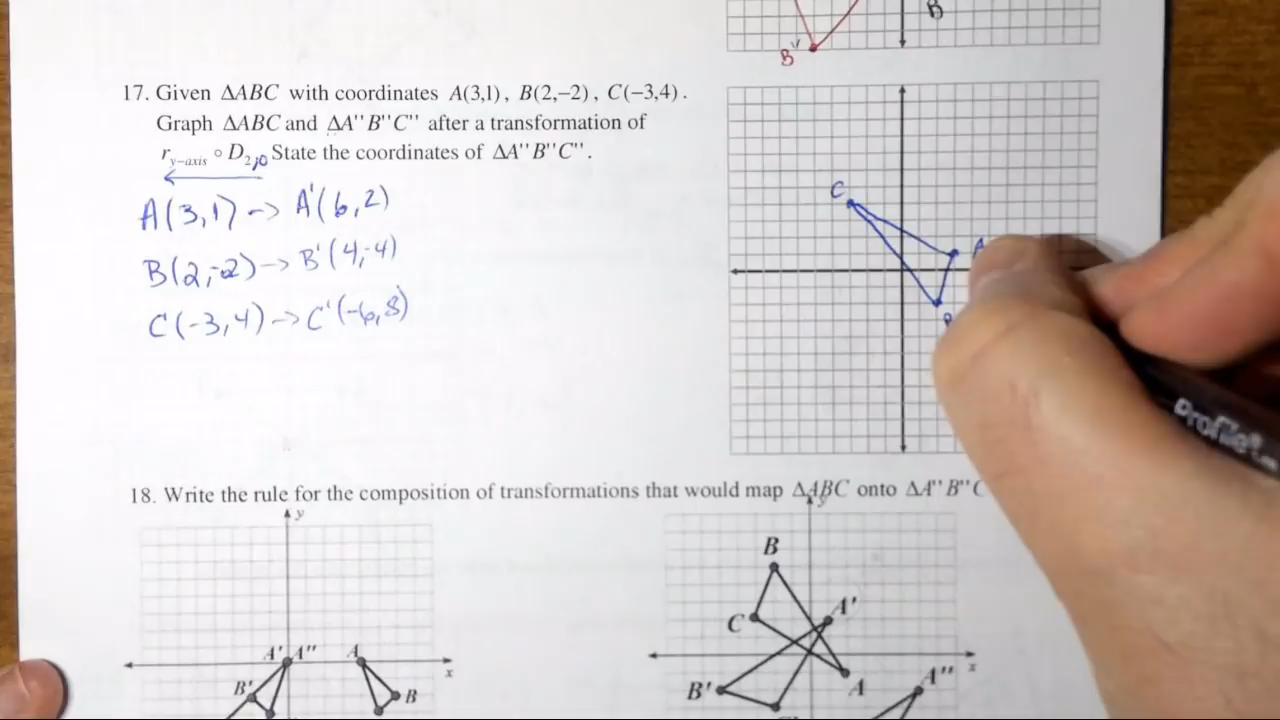 B
B"
17. Given ΔABC with coordinates A(3,1), B(2,–2), C(−3,4).
Graph ΔABC and ΔA''B''C'' after a transformation of
r y−axis ∘ D 2,0 State the coordinates of ΔA''B''C''.
A(3,1) -> A'(6,2)
B(2,-2) -> B'(4,-4)
C(-3,4) -> C'(-6,8)
C
A
18. Write the rule for the composition of transformations that would map ΔABC onto ΔA''B''C
y
A' A'' A
x
B' B
y
B
A'
C
x
A''
B' A
Profile